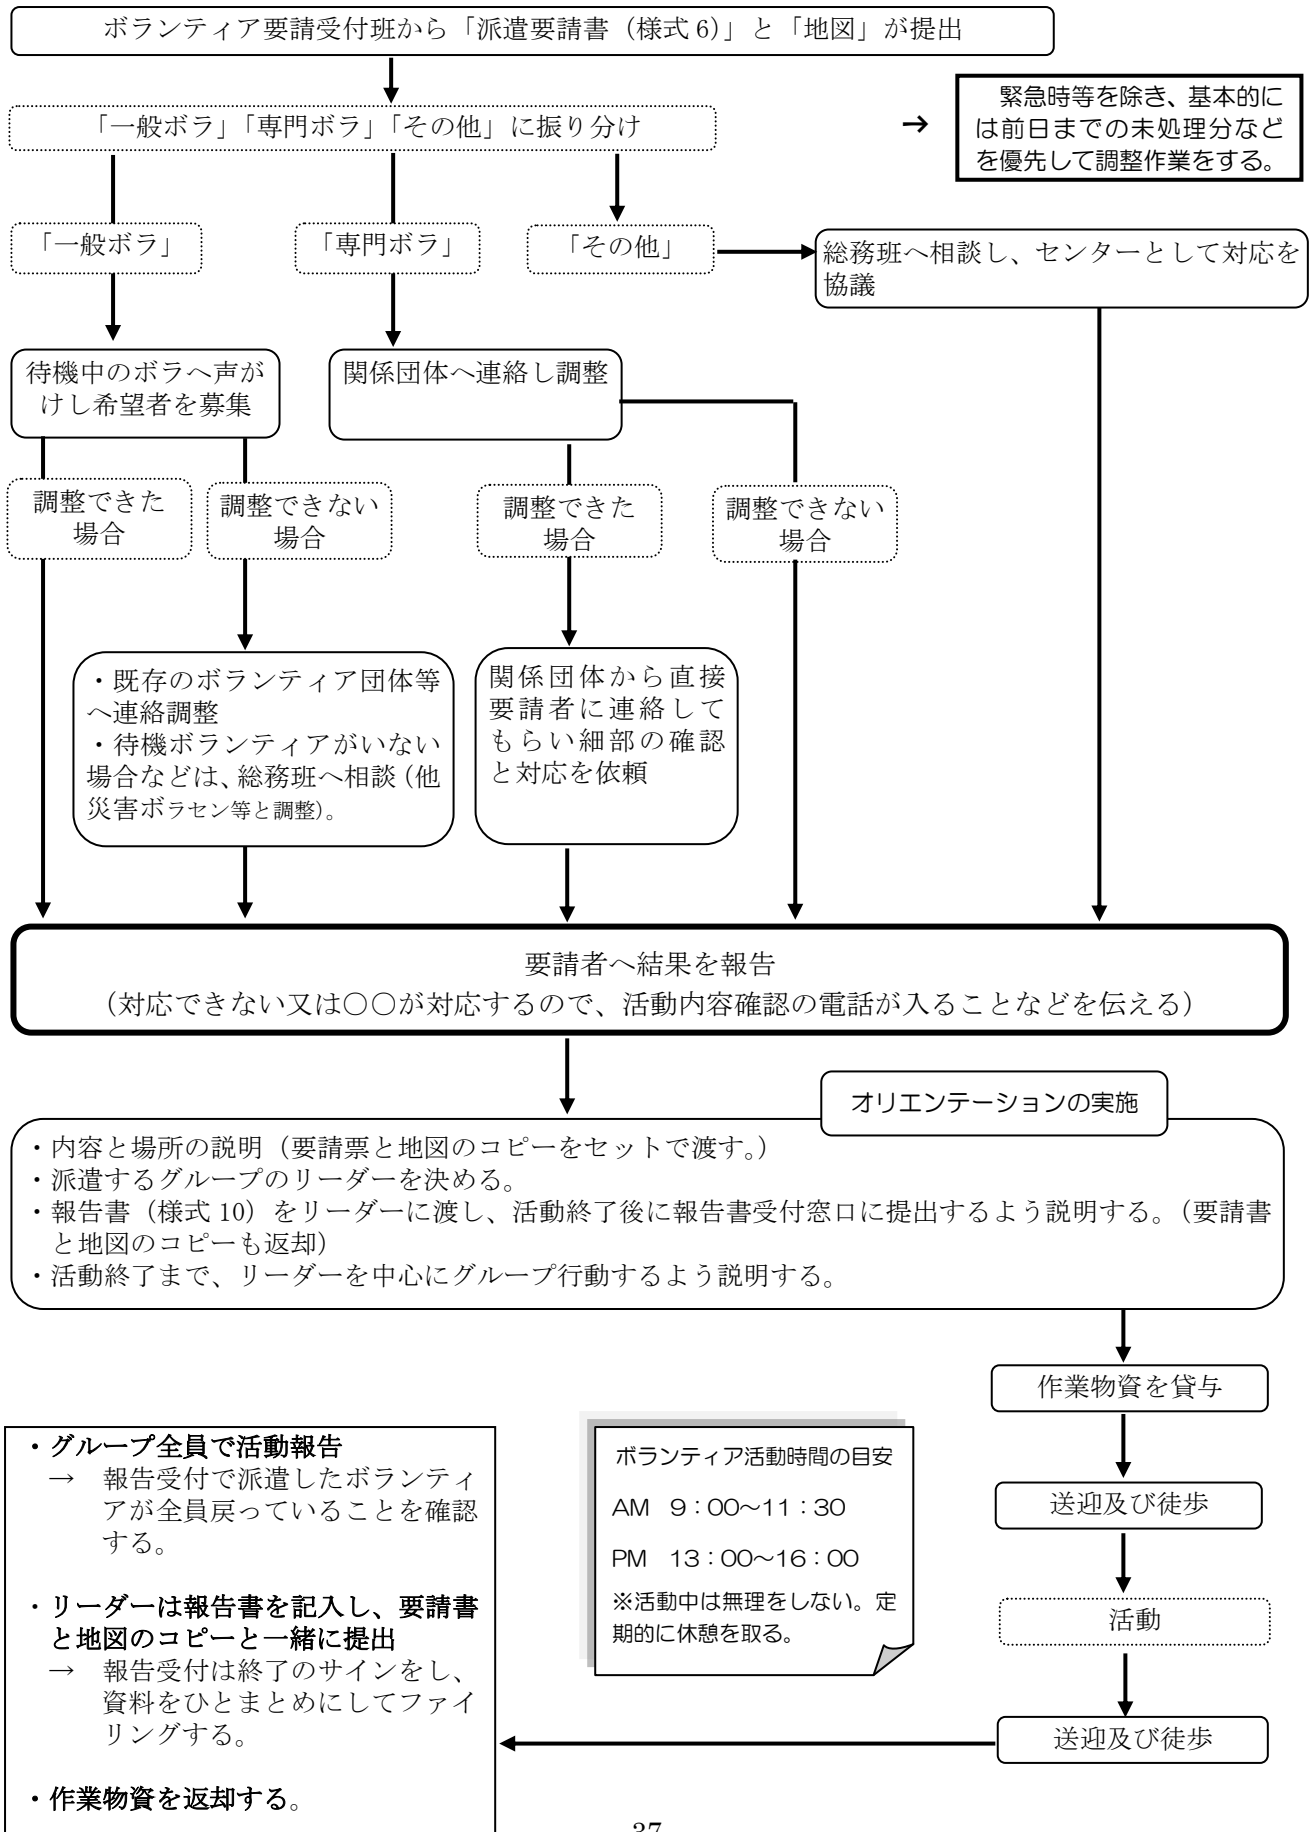 ボランティア要請受付班から「派遣要請書（様式 6）」と「地図」が提出
「一般ボラ」「専門ボラ」「その他」に振り分け
→
緊急時等を除き、基本的に
は前日までの未処理分など
を優先して調整作業をする。
「一般ボラ」
「専門ボラ」
「その他」
総務班へ相談し、センターとして対応を
協議
待機中のボラへ声が
けし希望者を募集
関係団体へ連絡し調整
調整できた
場合
調整できない
場合
調整できた
場合
調整できない
場合
・既存のボランティア団体等
へ連絡調整
・待機ボランティアがいない
場合などは、総務班へ相談（他
災害ボラセン等と調整）。
関係団体から直接
要請者に連絡して
もらい細部の確認
と対応を依頼
要請者へ結果を報告
（対応できない又は〇〇が対応するので、活動内容確認の電話が入ることなどを伝える）
オリエンテーションの実施
・内容と場所の説明（要請票と地図のコピーをセットで渡す。）
・派遣するグループのリーダーを決める。
・報告書（様式 10）をリーダーに渡し、活動終了後に報告書受付窓口に提出するよう説明する。（要請書
と地図のコピーも返却）
・活動終了まで、リーダーを中心にグループ行動するよう説明する。
作業物資を貸与
送迎及び徒歩
活動
送迎及び徒歩
ボランティア活動時間の目安
AM　9：00～11：30
PM　13：00～16：00
※活動中は無理をしない。定
期的に休憩を取る。
・グループ全員で活動報告
→　報告受付で派遣したボランティ
アが全員戻っていることを確認
する。
・リーダーは報告書を記入し、要請書
と地図のコピーと一緒に提出
→　報告受付は終了のサインをし、
資料をひとまとめにしてファイ
リングする。
・作業物資を返却する。
37